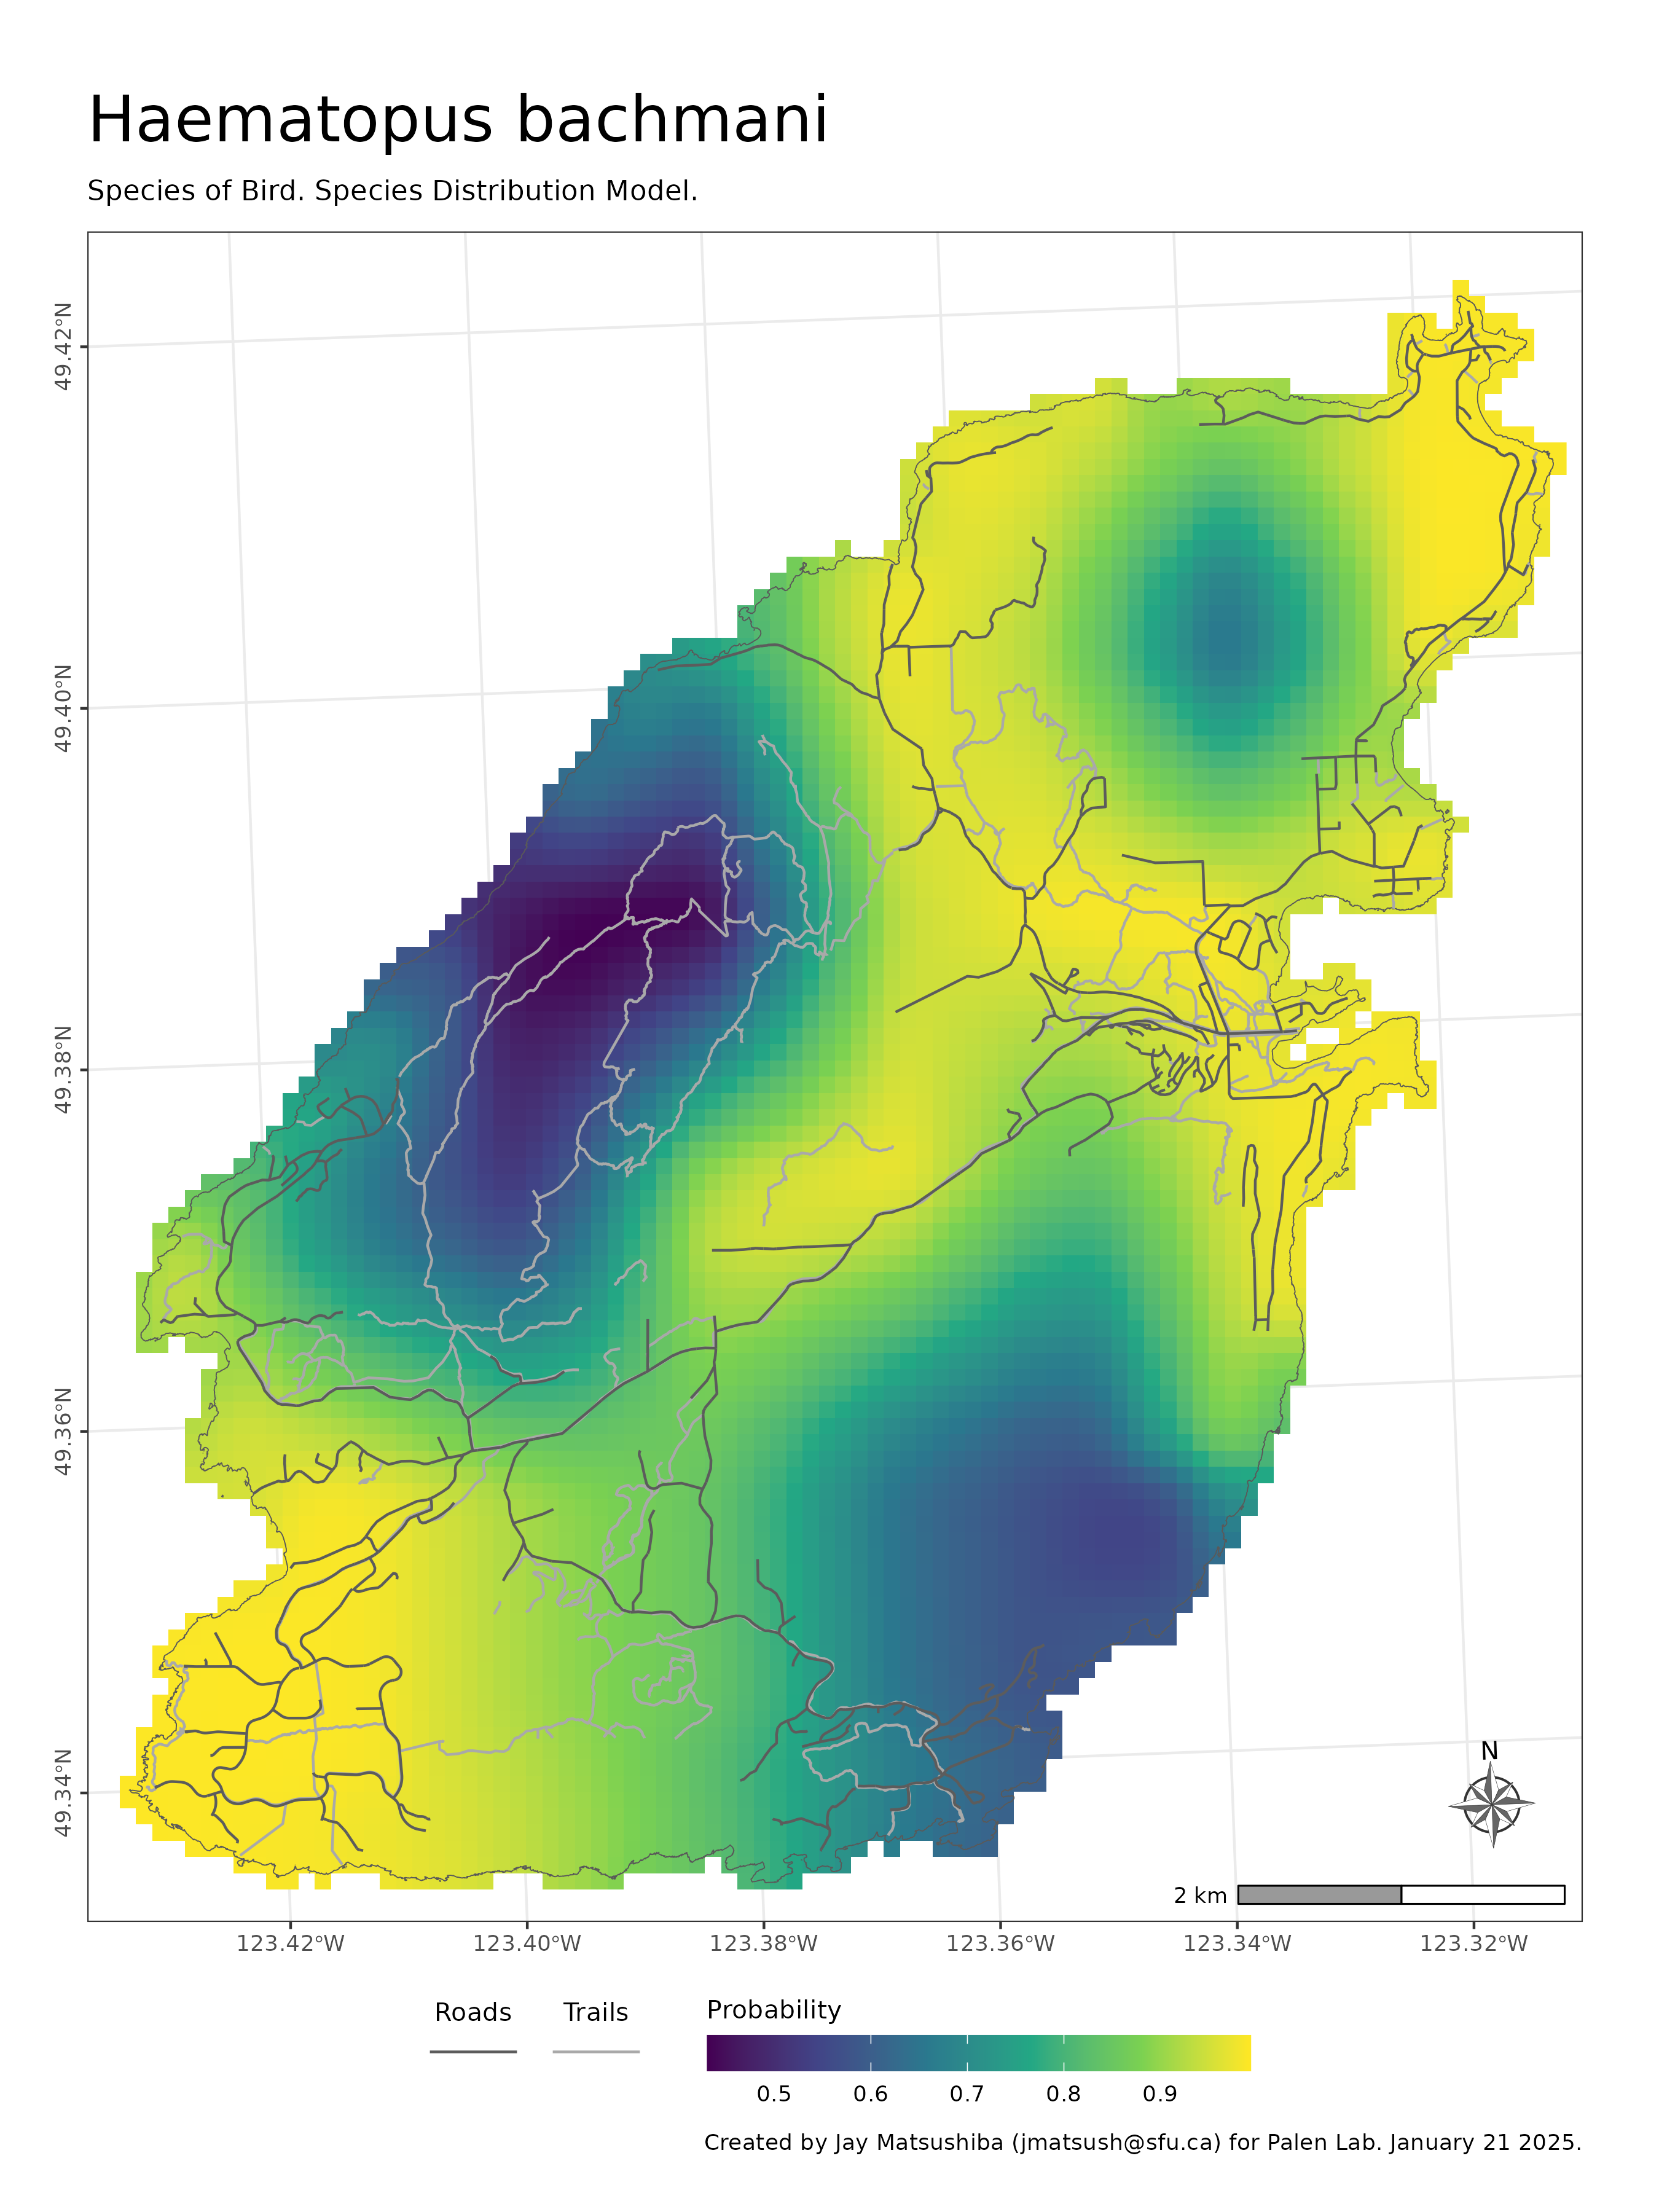 Haematopus bachmani
Species of Bird. Species Distribution Model.
49.42°N
49.40°N
49.38°N
49.36°N
49.34°N
N
2 km
123.42°W 123.40°W 123.38°W 123.36°W 123.34°W 123.32°W
Roads Trails Probability
0.5 0.6 0.7 0.8 0.9
Created by Jay Matsushiba (jmatsush@sfu.ca) for Palen Lab. January 21 2025.